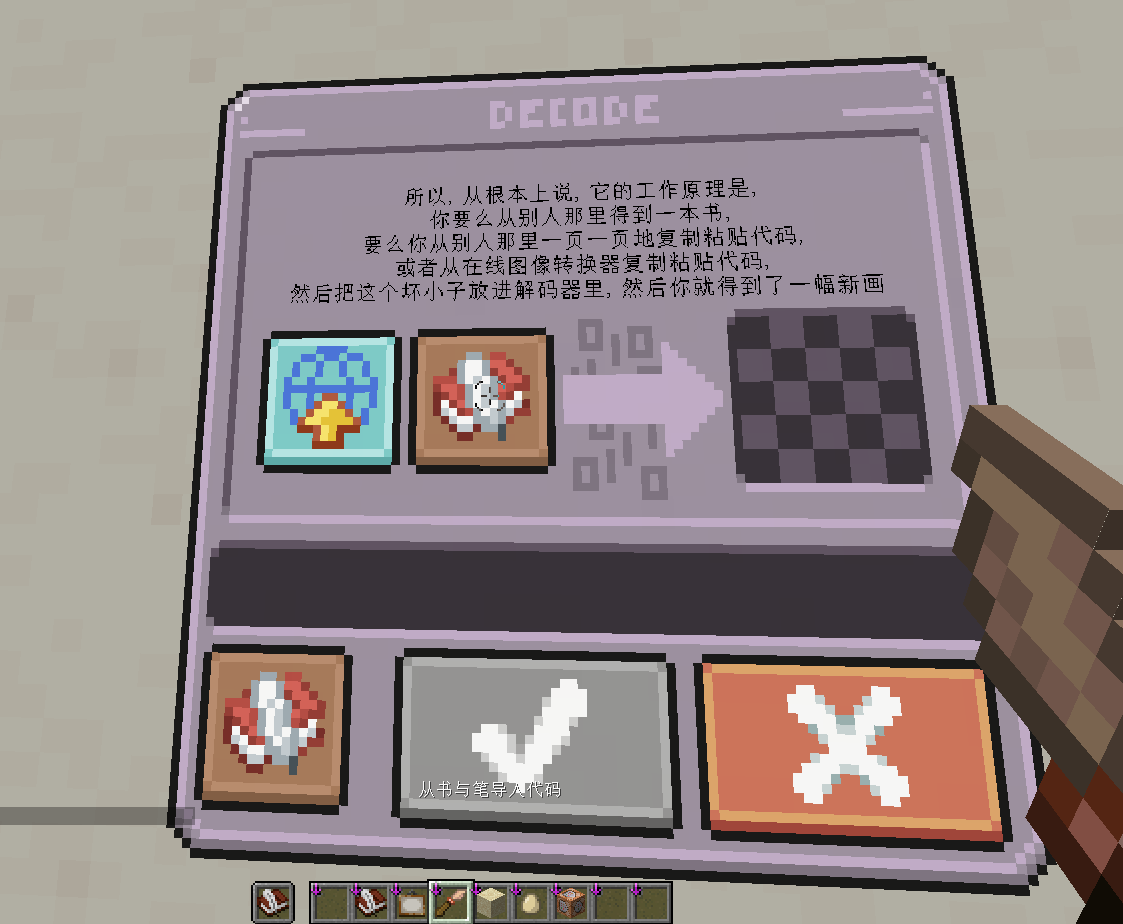 DECODE
所以, 从根本上说, 它的工作原理是,
你要么从别人那里得到一本书,
要么你从别人那里一页一页地复制粘贴代码,
或者从在线图像转换器复制粘贴代码,
然后把这个坏小子放进解码器里, 然后你就得到了一幅新画
从书与笔导入代码